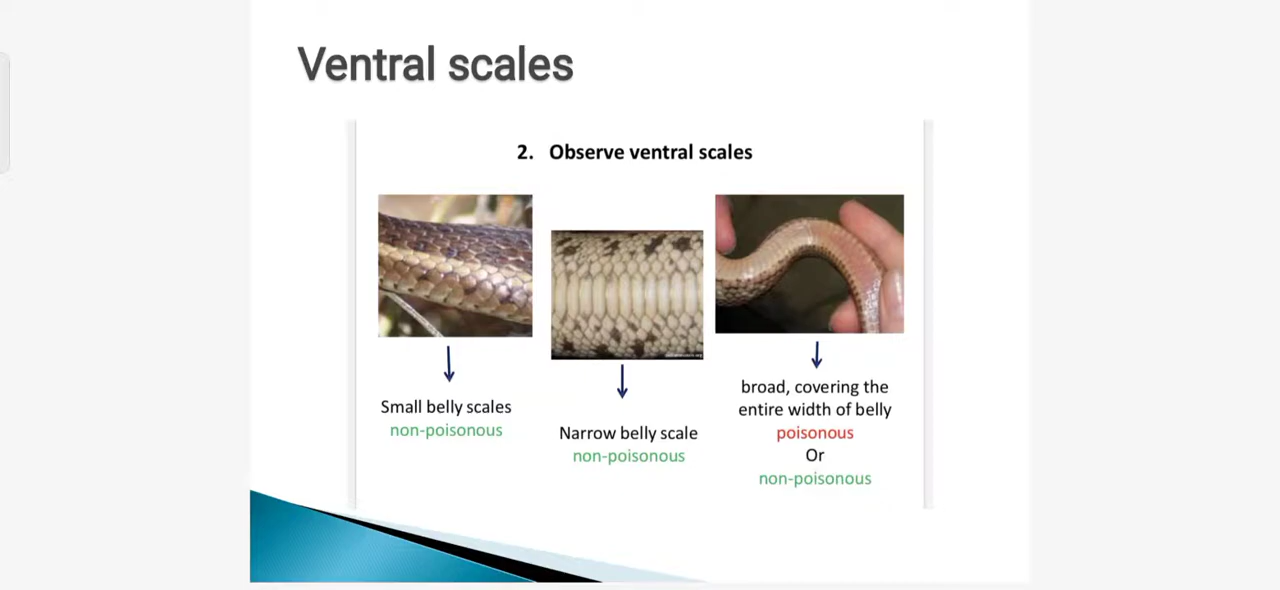 Ventral scales
2. Observe ventral scales
Small belly scales
non-poisonous
Narrow belly scale
non-poisonous
broad, covering the
entire width of belly
poisonous
Or
non-poisonous